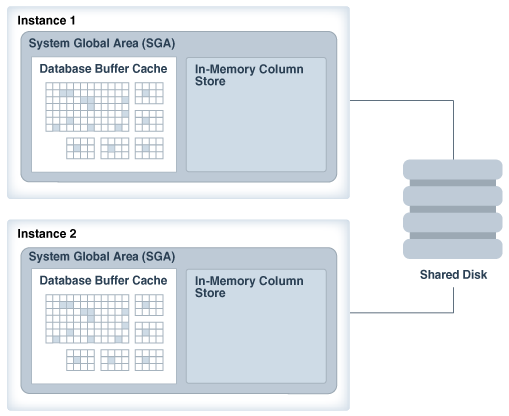 Instance 1
System Global Area (SGA)
Database Buffer Cache
In-Memory Column
Store
Instance 2
System Global Area (SGA)
Database Buffer Cache
In-Memory Column
Store
Shared Disk